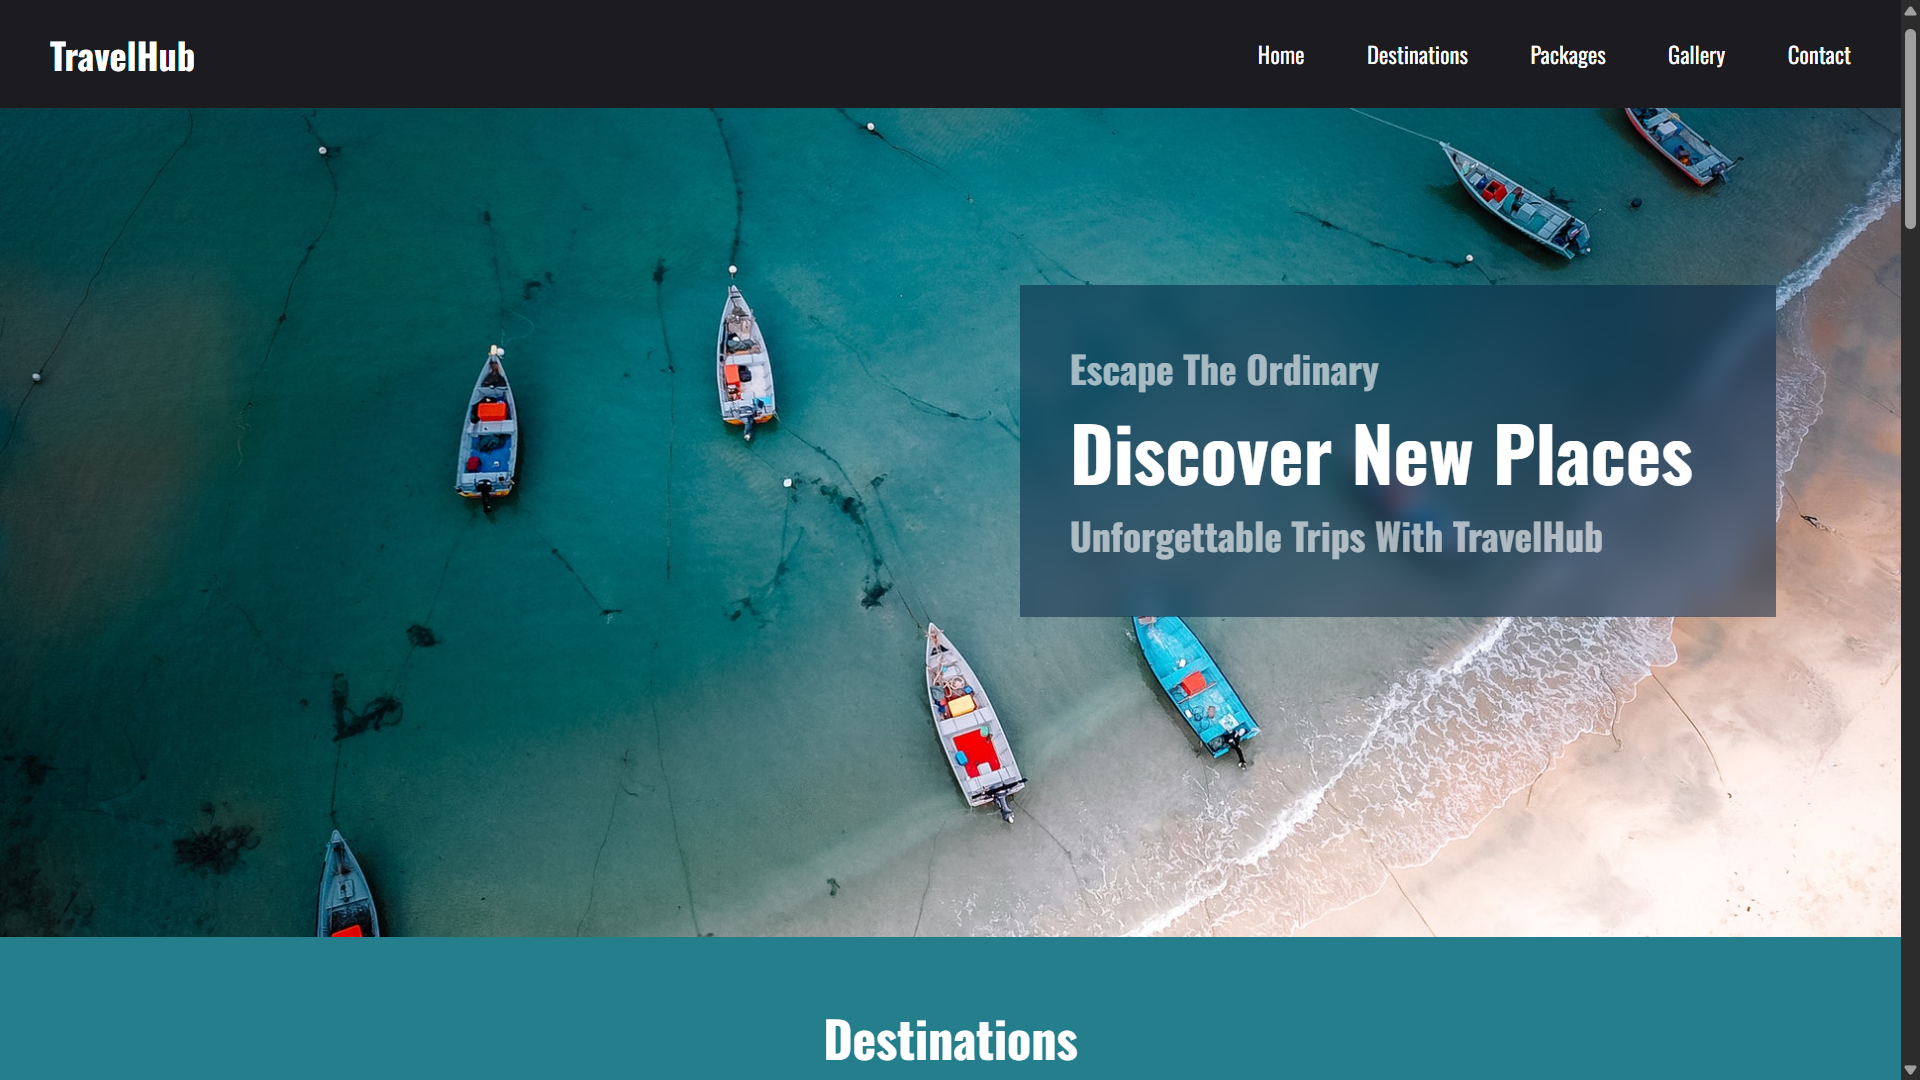 TravelHub
Home Destinations Packages Gallery Contact
Escape The Ordinary
Discover New Places
Unforgettable Trips With TravelHub
Destinations